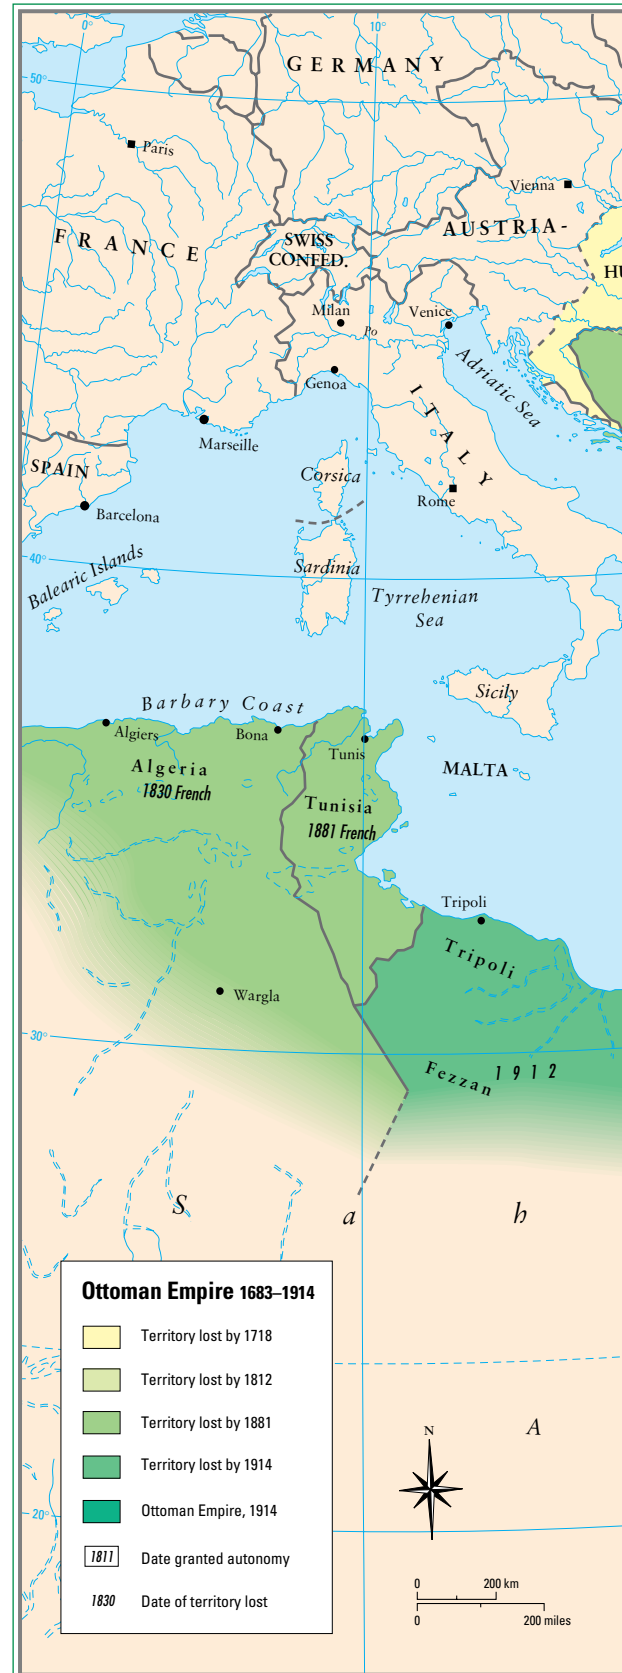 0°
10°
GERMANY
50°
Paris
Vienna
FRANCE
SWISS
CONFED.
AUSTRIA-
HU
Milan
Venice
Po
Genoa
Adriatic Sea
ITALY
Marseille
SPAIN
Corsica
Rome
Barcelona
40°
Balearic Islands
Sardinia
Tyrrehenian
Sea
Sicily
Barbary Coast
Algiers
Bona
Tunis
MALTA
Algeria
1830 French
Tunisia
1881 French
Tripoli
Tripoli
Wargla
30°
Fezzan
1912
S a h
Ottoman Empire 1683–1914
Territory lost by 1718
Territory lost by 1812
Territory lost by 1881
Territory lost by 1914
Ottoman Empire, 1914
1811 Date granted autonomy
1830 Date of territory lost
A
N
20°
0 200 km
0 200 miles